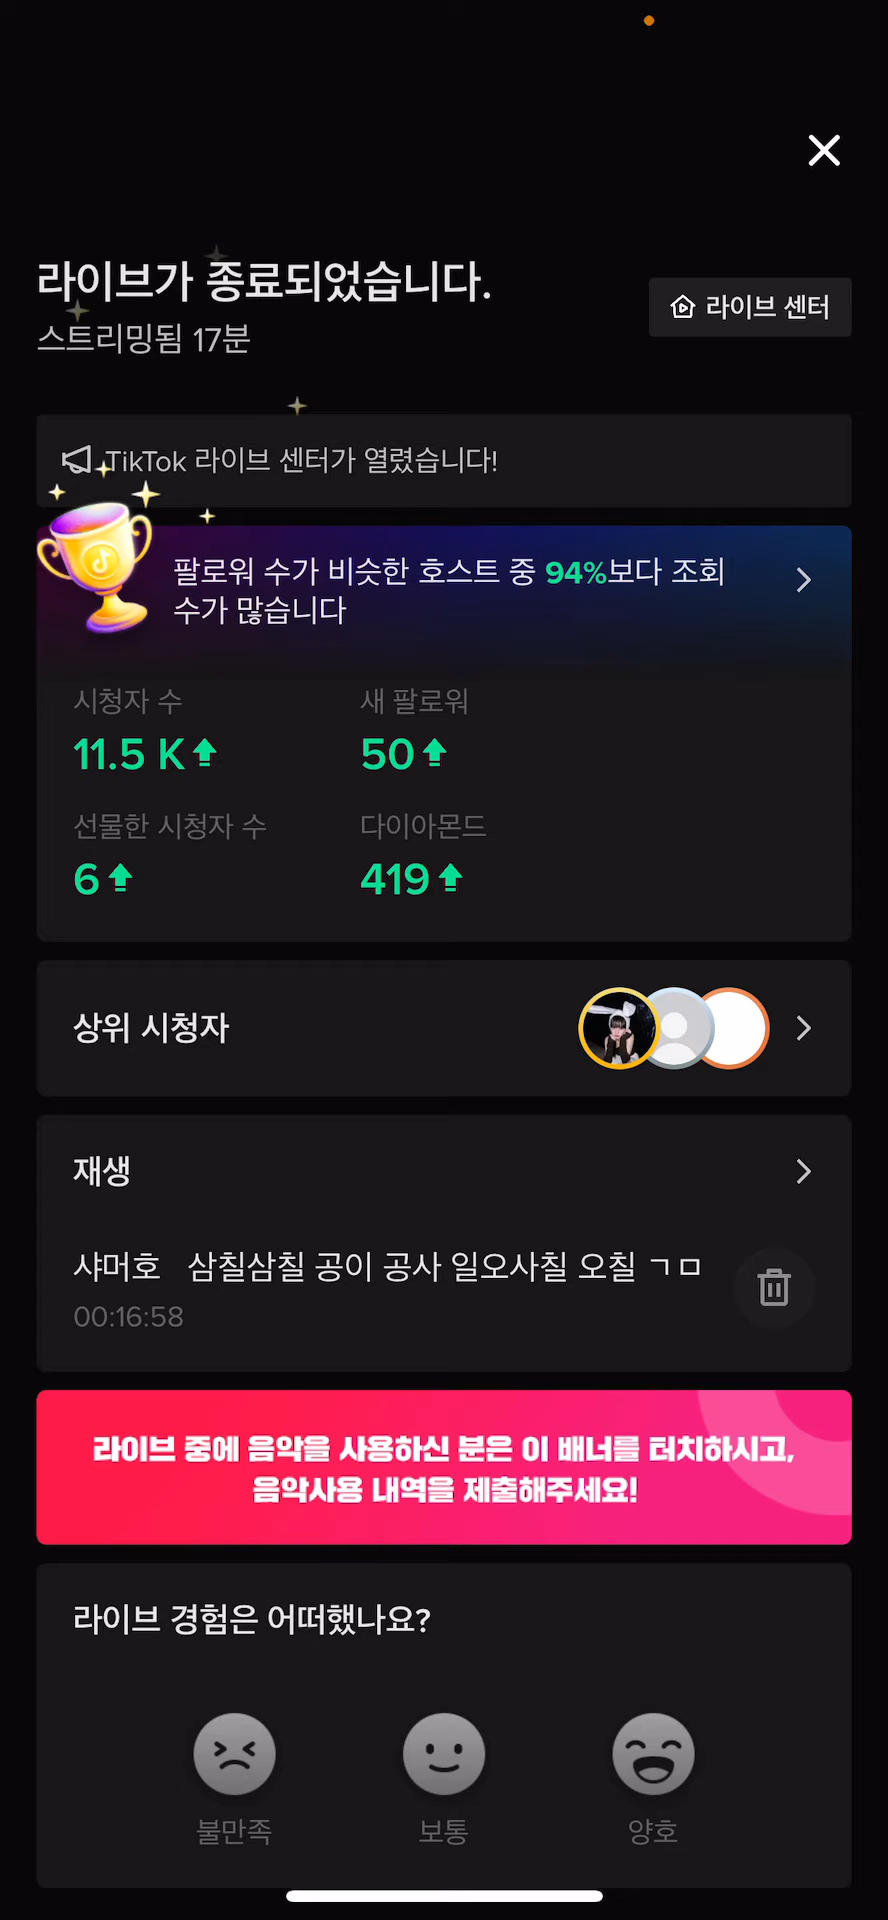 라이브가 종료되었습니다.
스트리밍됨 17분
라이브 센터
TikTok 라이브 센터가 열렸습니다!
팔로워 수가 비슷한 호스트 중 94%보다 조회
수가 많습니다
시청자 수
새 팔로워
11.5 K
50
선물한 시청자 수
다이아몬드
6
419
상위 시청자
재생
샤머호 삼칠삼칠 공이 공사 일오사칠 오칠 ㄱㅁ
00:16:58
라이브 중에 음악을 사용하신 분은 이 배너를 터치하시고,
음악사용 내역을 제출해주세요!
라이브 경험은 어떠했나요?
불만족
보통
양호